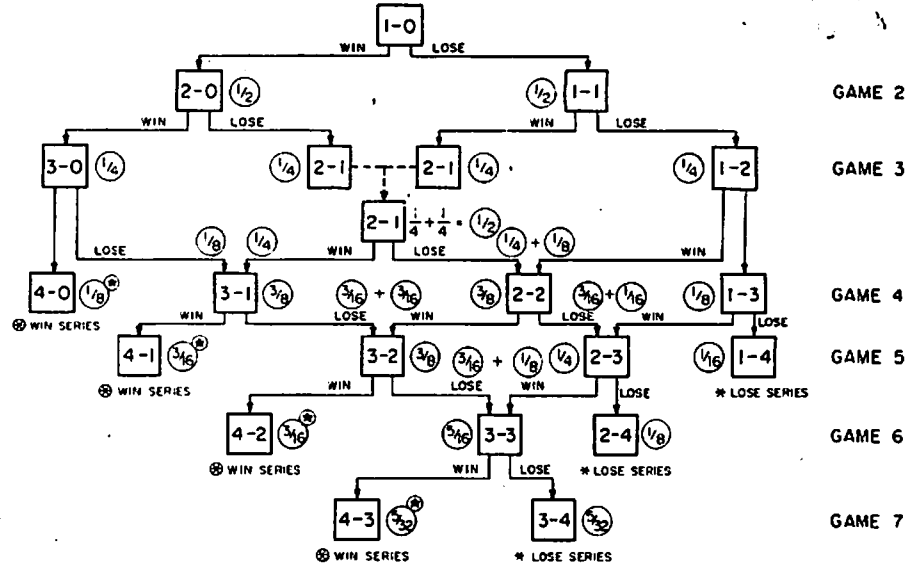 1-0
WIN LOSE
2-0 1/2 1/2 1-1 GAME 2
WIN LOSE WIN LOSE
3-0 1/4 1/4 2-1 2-1 1/4 1/4 1-2 GAME 3
2-1 1/4 + 1/4 = 1/2
LOSE 1/8 1/4 WIN LOSE 1/4 + 1/8 WIN
4-0 1/8 * 3-1 3/8 3/16 + 3/16 3/8 2-2 3/16 + 1/16 1/8 1-3 GAME 4
⊛ WIN SERIES WIN LOSE WIN LOSE WIN LOSE
4-1 3/16 * 3-2 3/8 3/16 + 1/8 1/4 2-3 1/16 1-4 GAME 5
⊛ WIN SERIES WIN LOSE WIN LOSE * LOSE SERIES
4-2 3/16 * 5/16 3-3 2-4 1/8 GAME 6
⊛ WIN SERIES WIN LOSE * LOSE SERIES
4-3 5/32 * 3-4 5/32 GAME 7
⊛ WIN SERIES * LOSE SERIES